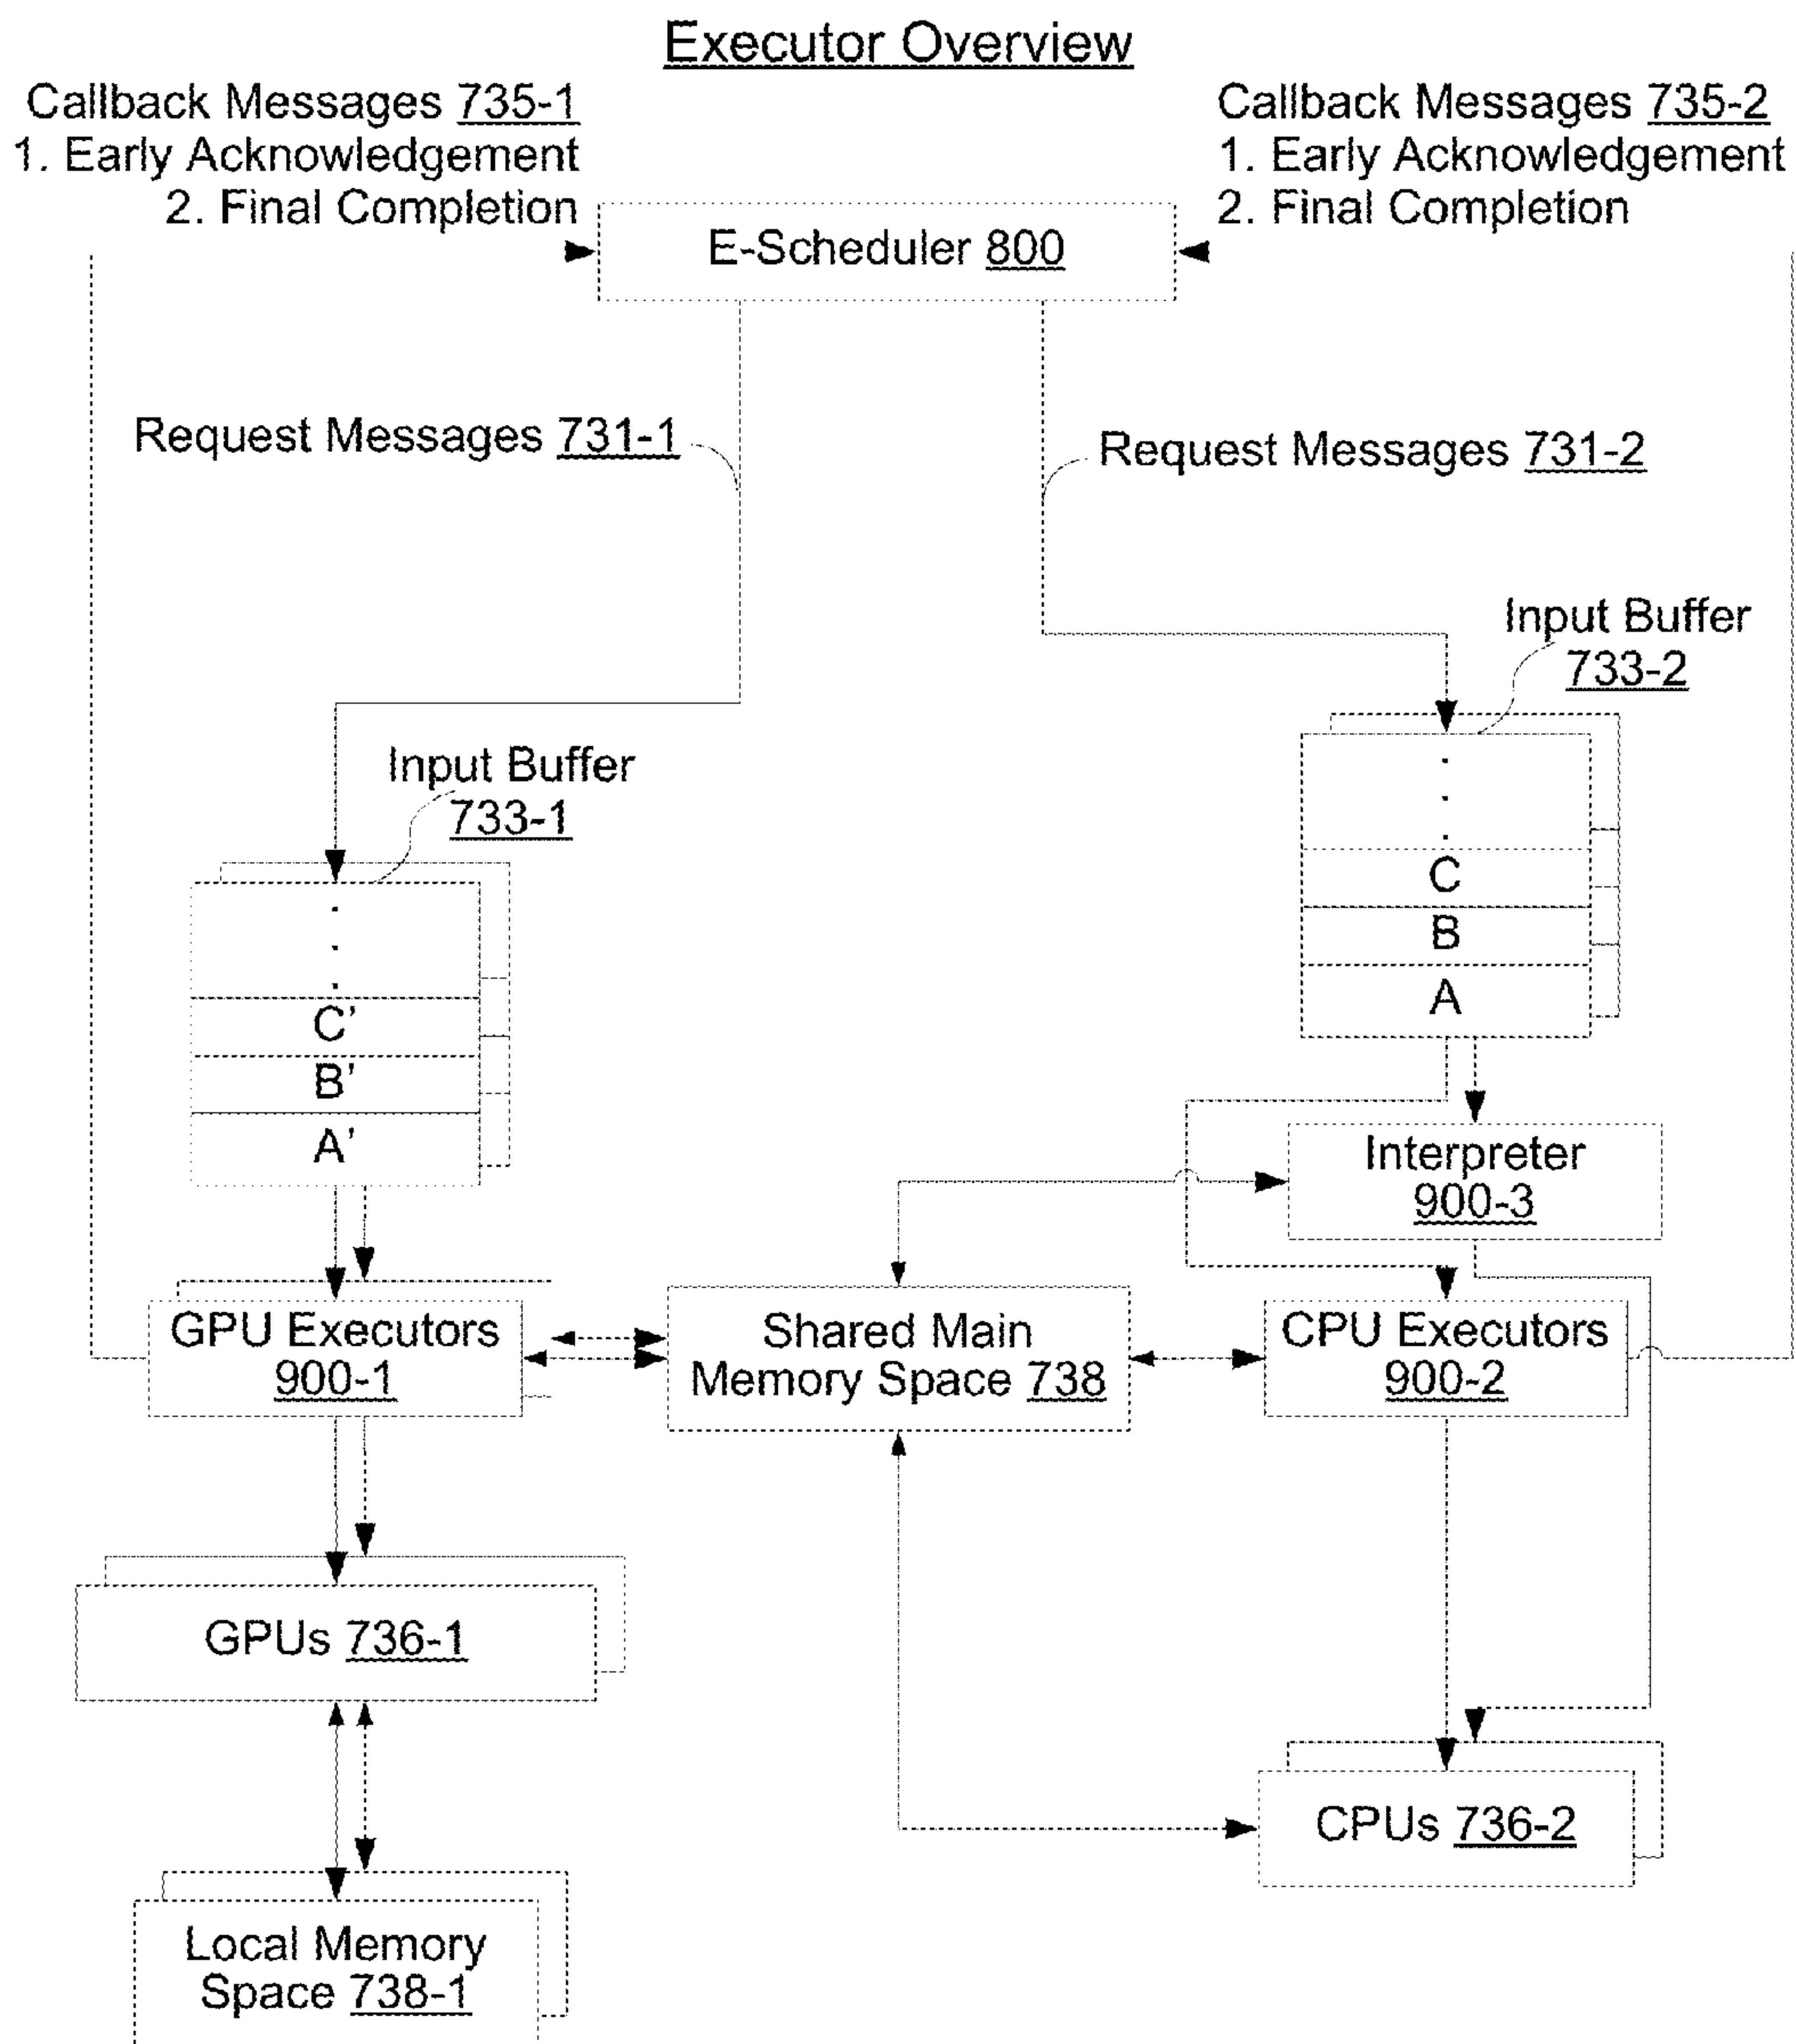 Executor Overview
Callback Messages 735-1
1. Early Acknowledgement
2. Final Completion
Callback Messages 735-2
1. Early Acknowledgement
2. Final Completion
E-Scheduler 800
Request Messages 731-1
Request Messages 731-2
Input Buffer
733-2
Input Buffer
733-1
C
B
A
C’
B’
A’
Interpreter
900-3
GPU Executors
900-1
Shared Main
Memory Space 738
CPU Executors
900-2
GPUs 736-1
CPUs 736-2
Local Memory
Space 738-1